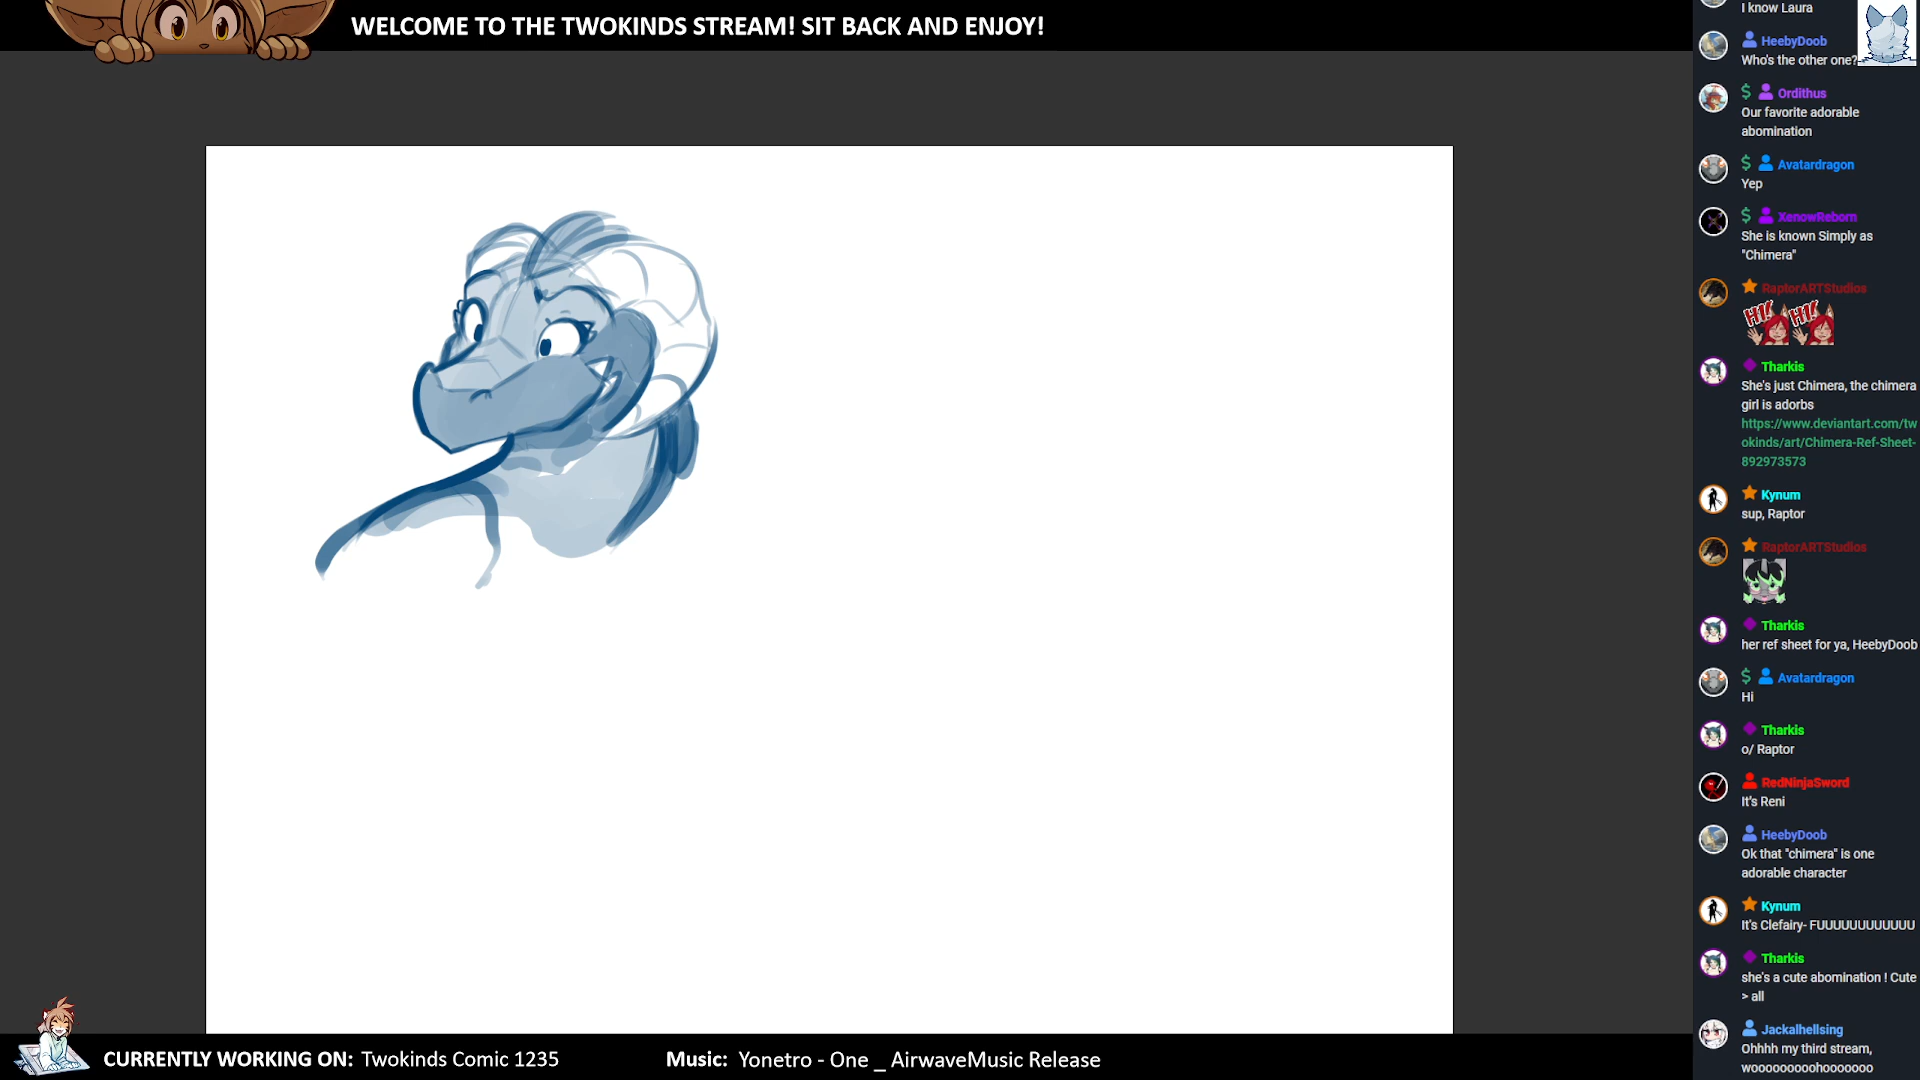 WELCOME TO THE TWOKINDS STREAM! SIT BACK AND ENJOY!
I know Laura
HeebyDoob
Who's the other one?
$ Ordithus
Our favorite adorable
abomination
$ Avatardragon
Yep
$ XenowReborn
She is known Simply as
"Chimera"
RaptorARTStudios
HI! HI!
Tharkis
She's just Chimera, the chimera
girl is adorbs
https://www.deviantart.com/tw
okinds/art/Chimera-Ref-Sheet-
892973573
Kynum
sup, Raptor
RaptorARTStudios
Tharkis
her ref sheet for ya, HeebyDoob
$ Avatardragon
Hi
Tharkis
o/ Raptor
RedNinjaSword
It's Reni
HeebyDoob
Ok that "chimera" is one
adorable character
Kynum
It's Clefairy- FUUUUUUUUUUUU
Tharkis
she's a cute abomination ! Cute
> all
Jackalhellsing
Ohhhh my third stream,
wooooooooohooooooo
CURRENTLY WORKING ON: Twokinds Comic 1235
Music: Yonetro - One _ AirwaveMusic Release